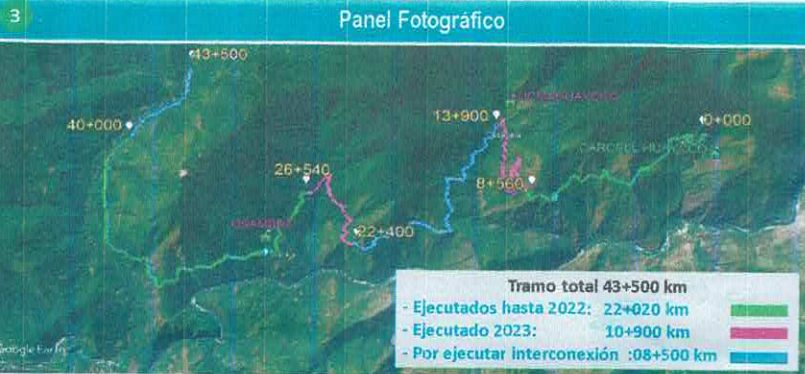 3
Panel Fotográfico
43+500
40+000
13+900
0+000
26+540
8+560
22+400
Tramo total 43+500 km
- Ejecutados hasta 2022: 22+020 km
- Ejecutado 2023: 10+900 km
- Por ejecutar interconexión :08+500 km
Google Earth